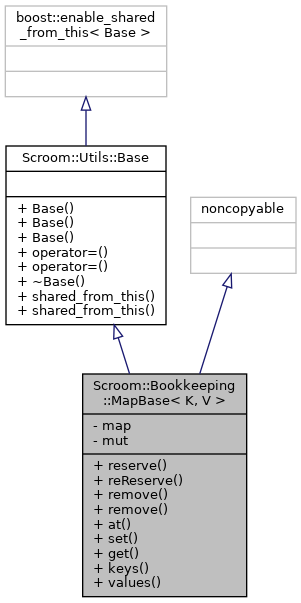 boost::enable_shared
_from_this< Base >
Scroom::Utils::Base
+ Base()
+ Base()
+ Base()
+ operator=()
+ operator=()
+ ~Base()
+ shared_from_this()
+ shared_from_this()
noncopyable
Scroom::Bookkeeping
::MapBase< K, V >
- map
- mut
+ reserve()
+ reReserve()
+ remove()
+ remove()
+ at()
+ set()
+ get()
+ keys()
+ values()